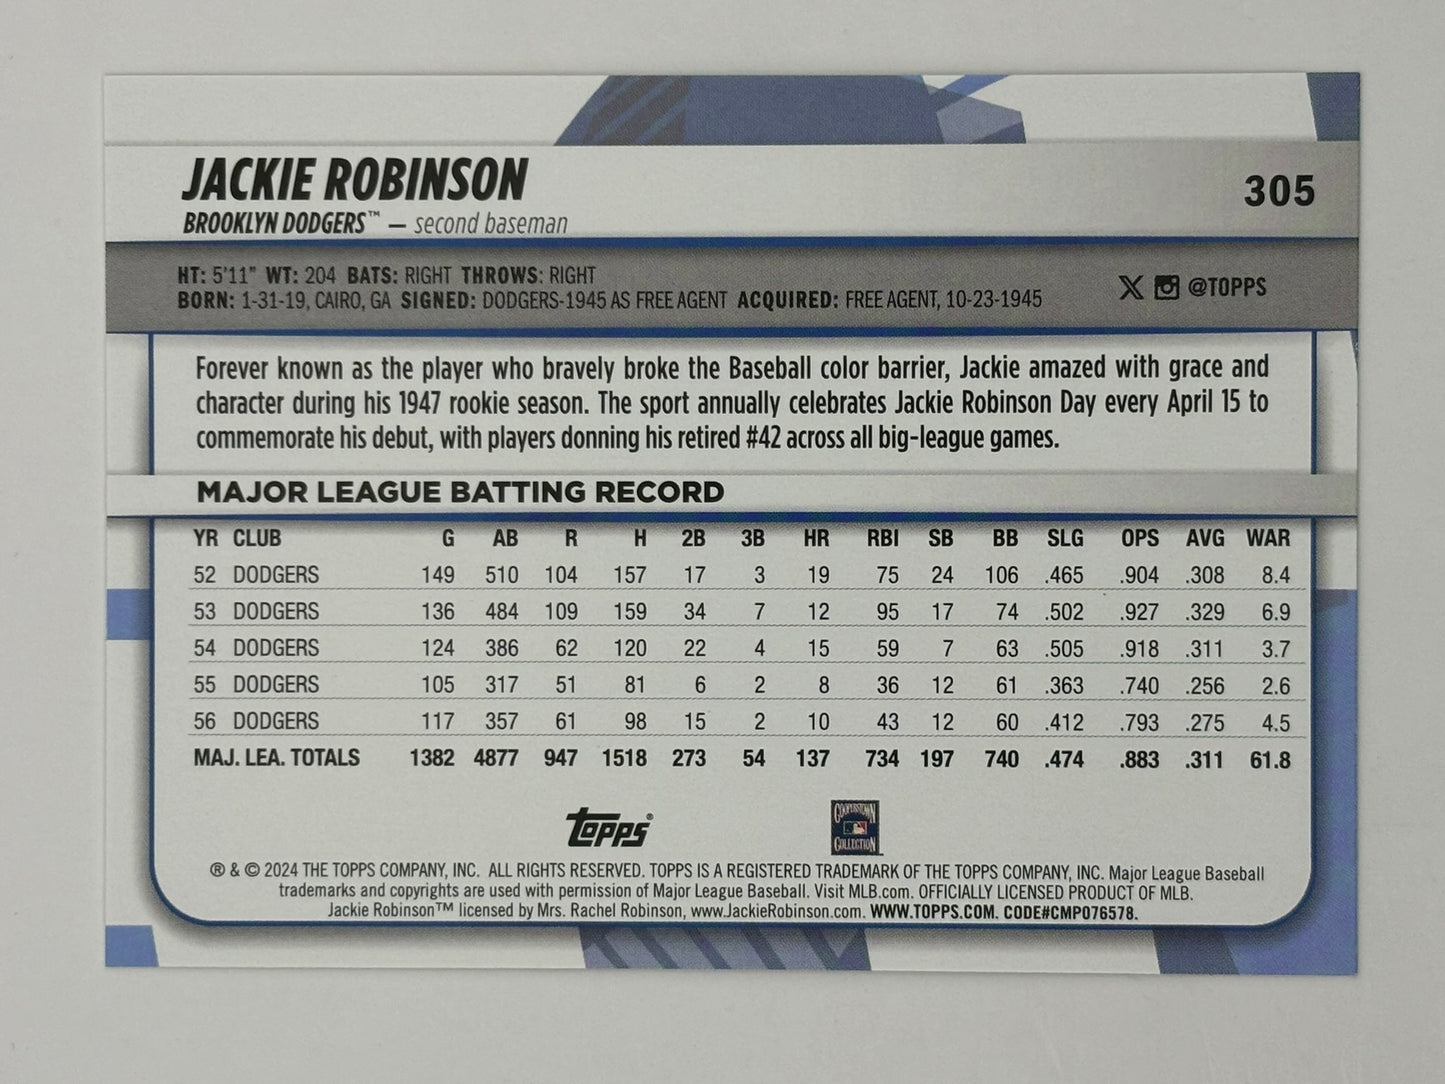 JACKIE ROBINSON
305
BROOKLYN DODGERS™ — second baseman
HT: 5'11" WT: 204 BATS: RIGHT THROWS: RIGHT
BORN: 1-31-19, CAIRO, GA SIGNED: DODGERS-1945 AS FREE AGENT ACQUIRED: FREE AGENT, 10-23-1945
@TOPPS
Forever known as the player who bravely broke the Baseball color barrier, Jackie amazed with grace and
character during his 1947 rookie season. The sport annually celebrates Jackie Robinson Day every April 15 to
commemorate his debut, with players donning his retired #42 across all big-league games.
MAJOR LEAGUE BATTING RECORD
YR CLUB G AB R H 2B 3B HR RBI SB BB SLG OPS AVG WAR
52 DODGERS 149 510 104 157 17 3 19 75 24 106 .465 .904 .308 8.4
53 DODGERS 136 484 109 159 34 7 12 95 17 74 .502 .927 .329 6.9
54 DODGERS 124 386 62 120 22 4 15 59 7 63 .505 .918 .311 3.7
55 DODGERS 105 317 51 81 6 2 8 36 12 61 .363 .740 .256 2.6
56 DODGERS 117 357 61 98 15 2 10 43 12 60 .412 .793 .275 4.5
MAJ. LEA. TOTALS 1382 4877 947 1518 273 54 137 734 197 740 .474 .883 .311 61.8
Topps®
COOPERSTOWN
COLLECTION
® & © 2024 THE TOPPS COMPANY, INC. ALL RIGHTS RESERVED. TOPPS IS A REGISTERED TRADEMARK OF THE TOPPS COMPANY, INC. Major League Baseball
trademarks and copyrights are used with permission of Major League Baseball. Visit MLB.com. OFFICIALLY LICENSED PRODUCT OF MLB.
Jackie Robinson™ licensed by Mrs. Rachel Robinson, www.JackieRobinson.com. WWW.TOPPS.COM. CODE#CMP076578.